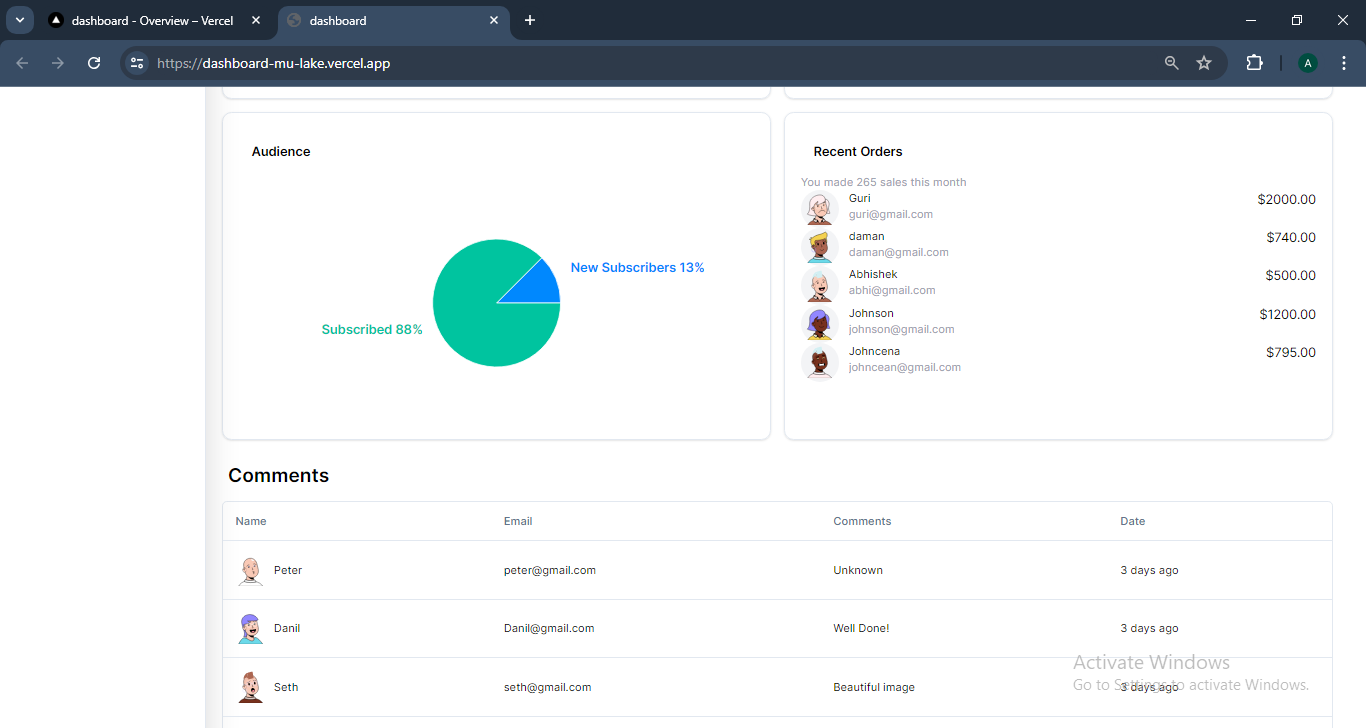 dashboard - Overview – Vercel
dashboard
https://dashboard-mu-lake.vercel.app
A
Audience
New Subscribers 13%
Subscribed 88%
Recent Orders
You made 265 sales this month
Guri
guri@gmail.com
$2000.00
daman
daman@gmail.com
$740.00
Abhishek
abhi@gmail.com
$500.00
Johnson
johnson@gmail.com
$1200.00
Johncena
johncean@gmail.com
$795.00
Comments
Name Email Comments Date
Peter peter@gmail.com Unknown 3 days ago
Danil Danil@gmail.com Well Done! 3 days ago
Seth seth@gmail.com Beautiful image 3 days ago
Activate Windows
Go to Settings to activate Windows.